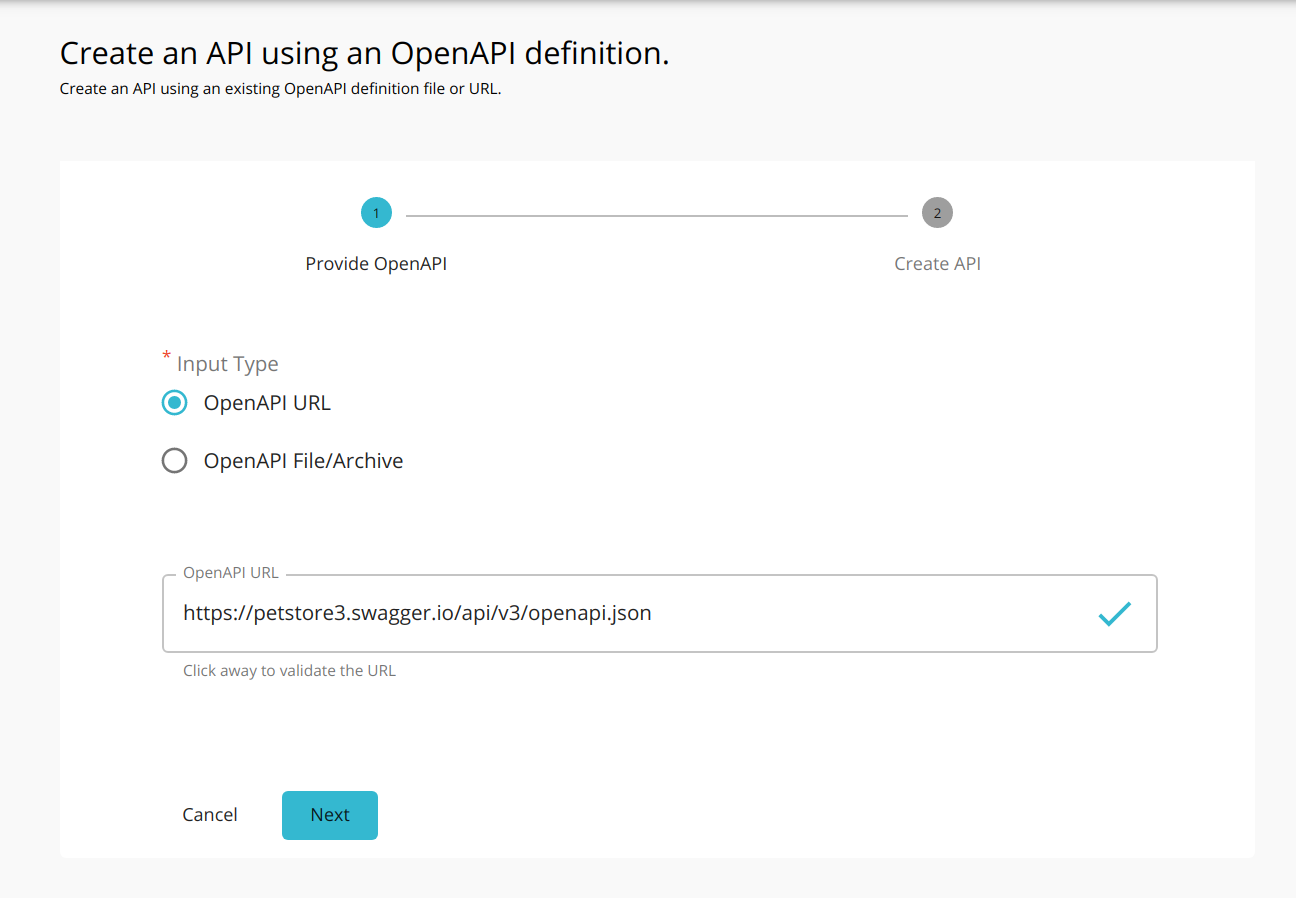 Create an API using an OpenAPI definition.
Create an API using an existing OpenAPI definition file or URL.
1
2
Provide OpenAPI
Create API
* Input Type
OpenAPI URL
OpenAPI File/Archive
OpenAPI URL
https://petstore3.swagger.io/api/v3/openapi.json
Click away to validate the URL
Cancel
Next